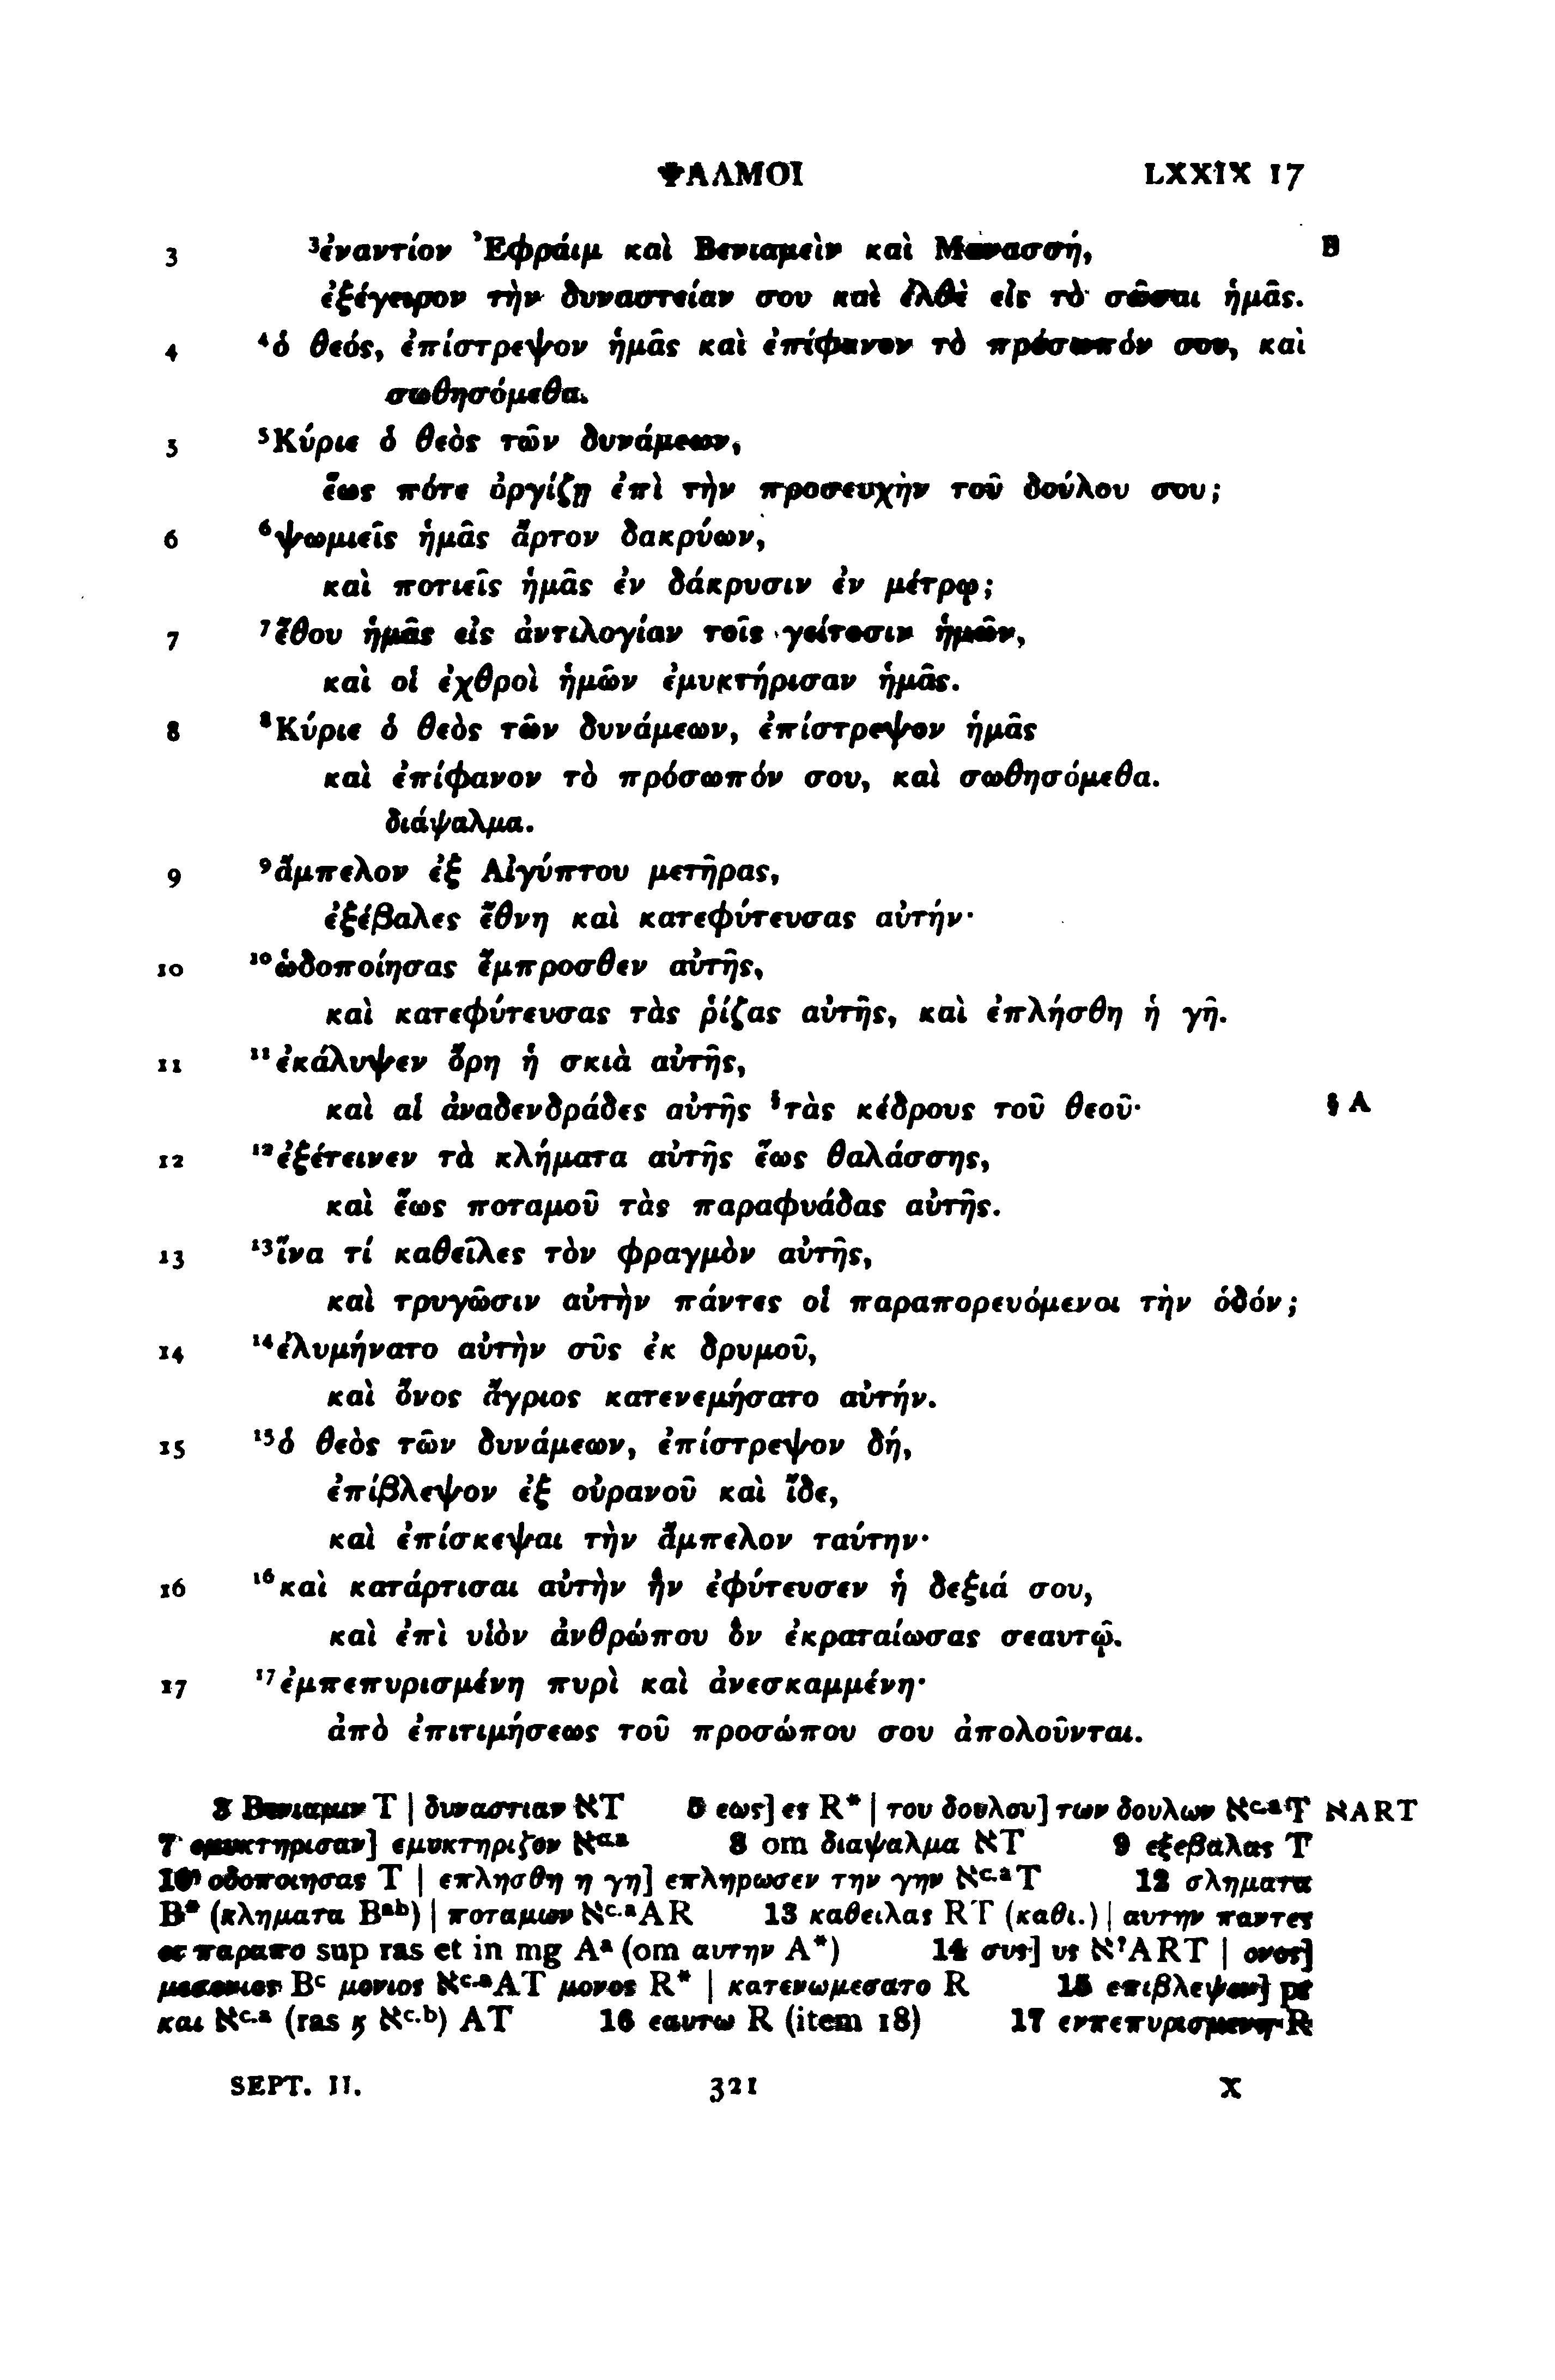 ΨΑΛΜΟΙ LXXIX 17
3 ³ἐναντίον Ἐφράιμ καὶ Βενιαμεὶν καὶ Μανασσή, B
ἐξέγειρον τὴν δυναστείαν σου καὶ ἐλθὲ εἰς τὸ σῶσαι ἡμᾶς.
4 ⁴ὁ θεός, ἐπίστρεψον ἡμᾶς καὶ ἐπίφανον τὸ πρόσωπόν σου, καὶ
σωθησόμεθα.
5 ⁵Κύριε ὁ θεὸς τῶν δυνάμεων,
ἕως πότε ὀργίζῃ ἐπὶ τὴν προσευχὴν τοῦ δούλου σου;
6 ⁶ψωμιεῖς ἡμᾶς ἄρτον δακρύων,
καὶ ποτιεῖς ἡμᾶς ἐν δάκρυσιν ἐν μέτρῳ;
7 ⁷ἔθου ἡμᾶς εἰς ἀντιλογίαν τοῖς γείτοσιν ἡμῶν,
καὶ οἱ ἐχθροὶ ἡμῶν ἐμυκτήρισαν ἡμᾶς.
8 ⁸Κύριε ὁ θεὸς τῶν δυνάμεων, ἐπίστρεψον ἡμᾶς
καὶ ἐπίφανον τὸ πρόσωπόν σου, καὶ σωθησόμεθα.
διάψαλμα.
9 ⁹ἄμπελον ἐξ Αἰγύπτου μετῆρας,
ἐξέβαλες ἔθνη καὶ κατεφύτευσας αὐτήν·
10 ¹⁰ὡδοποίησας ἔμπροσθεν αὐτῆς,
καὶ κατεφύτευσας τὰς ῥίζας αὐτῆς, καὶ ἐπλήσθη ἡ γῆ.
11 ¹¹ἐκάλυψεν ὄρη ἡ σκιὰ αὐτῆς,
καὶ αἱ ἀναδενδράδες αὐτῆς §τὰς κέδρους τοῦ θεοῦ· § A
12 ¹²ἐξέτεινεν τὰ κλήματα αὐτῆς ἕως θαλάσσης,
καὶ ἕως ποταμοῦ τὰς παραφυάδας αὐτῆς.
13 ¹³ἵνα τί καθεῖλες τὸν φραγμὸν αὐτῆς,
καὶ τρυγῶσιν αὐτὴν πάντες οἱ παραπορευόμενοι τὴν ὁδόν;
14 ¹⁴ἐλυμήνατο αὐτὴν σῦς ἐκ δρυμοῦ,
καὶ ὄνος ἄγριος κατενεμήσατο αὐτήν.
15 ¹⁵ὁ θεὸς τῶν δυνάμεων, ἐπίστρεψον δή,
ἐπίβλεψον ἐξ οὐρανοῦ καὶ ἴδε,
καὶ ἐπίσκεψαι τὴν ἄμπελον ταύτην·
16 ¹⁶καὶ κατάρτισαι αὐτὴν ἣν ἐφύτευσεν ἡ δεξιά σου,
καὶ ἐπὶ υἱὸν ἀνθρώπου ὃν ἐκραταίωσας σεαυτῷ.
17 ¹⁷ἐμπεπυρισμένη πυρὶ καὶ ἀνεσκαμμένη·
ἀπὸ ἐπιτιμήσεως τοῦ προσώπου σου ἀπολοῦνται.
3 Βενιαμιν T | δυναστιαν ℵT 5 εως] ες R* | του δουλου] των δουλων ℵc.a T ℵART
7 εμυκτηρισαν] εμυκτηριζον ℵc.a 8 om διαψαλμα ℵT 9 εξεβαλας T
10 οδοποιησας T | επλησθη η γη] επληρωσεν την γην ℵc.a T 12 σληματα
B* (κληματα Bab) | ποταμων ℵc.a AR 13 καθειλας RT (καθι.) | αυτην παντες
οι παραπο sup ras et in mg Aa (om αυτην A*) 14 συς] υς ℵ?ART | ονος]
Bc μονιος ℵc.a AT μονος R* | κατενωμεσατο R 15 επιβλεψον] pr
και ℵc.a (ras ϗ ℵc.b) AT 16 εαυτω R (item 18) 17 ενπεπυρισμενη R
SEPT. II. 321 X